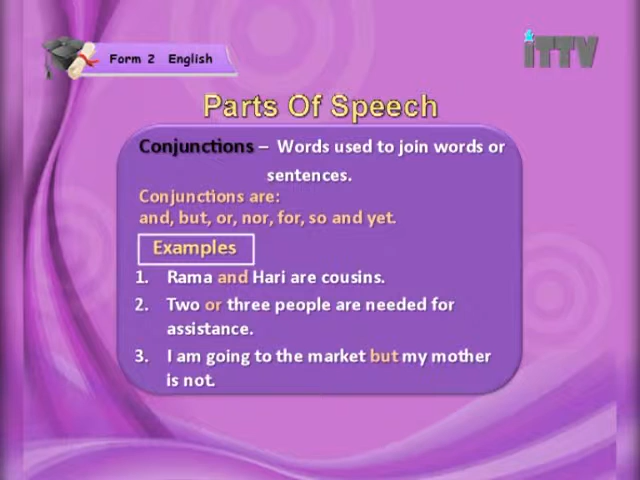 Form 2 English
iTTV
Parts Of Speech
Conjunctions – Words used to join words or
sentences.
Conjunctions are:
and, but, or, nor, for, so and yet.
Examples
1. Rama and Hari are cousins.
2. Two or three people are needed for
assistance.
3. I am going to the market but my mother
is not.